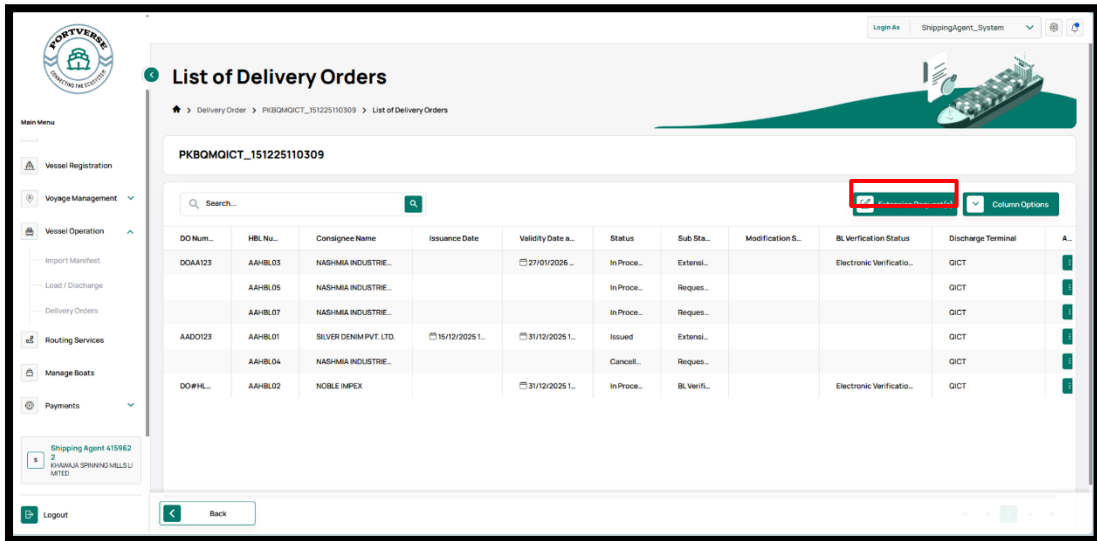 PORTVERSE
CONNECTING THE ECOSYSTEM
Login As ShippingAgent_System
List of Delivery Orders
Delivery Order > PKBQMQICT_151225110309 > List of Delivery Orders
Main Menu
Vessel Registration
Voyage Management
Vessel Operation
Import Manifest
Load / Discharge
Delivery Orders
Routing Services
Manage Boats
Payments
Shipping Agent 415962
2
KHAWAJA SPINNING MILLS LI
MITED
Logout
PKBQMQICT_151225110309
Search...
Extension Request(s)
Column Options
DO Num... HBL Nu... Consignee Name Issuance Date Validity Date a... Status Sub Sta... Modification S... BL Verfication Status Discharge Terminal A...
DOAA123 AAHBL03 NASHMIA INDUSTRIE... 27/01/2026 ... In Proce... Extensi... Electronic Verificatio... QICT
AAHBL05 NASHMIA INDUSTRIE... In Proce... Reques... QICT
AAHBL07 NASHMIA INDUSTRIE... In Proce... Reques... QICT
AADO123 AAHBL01 SILVER DENIM PVT. LTD. 15/12/2025 1... 31/12/2025 1... Issued Extensi... QICT
AAHBL04 NASHMIA INDUSTRIE... Cancell... Reques... QICT
DO#HL... AAHBL02 NOBLE IMPEX 31/12/2025 1... In Proce... BL Verifi... Electronic Verificatio... QICT
Back